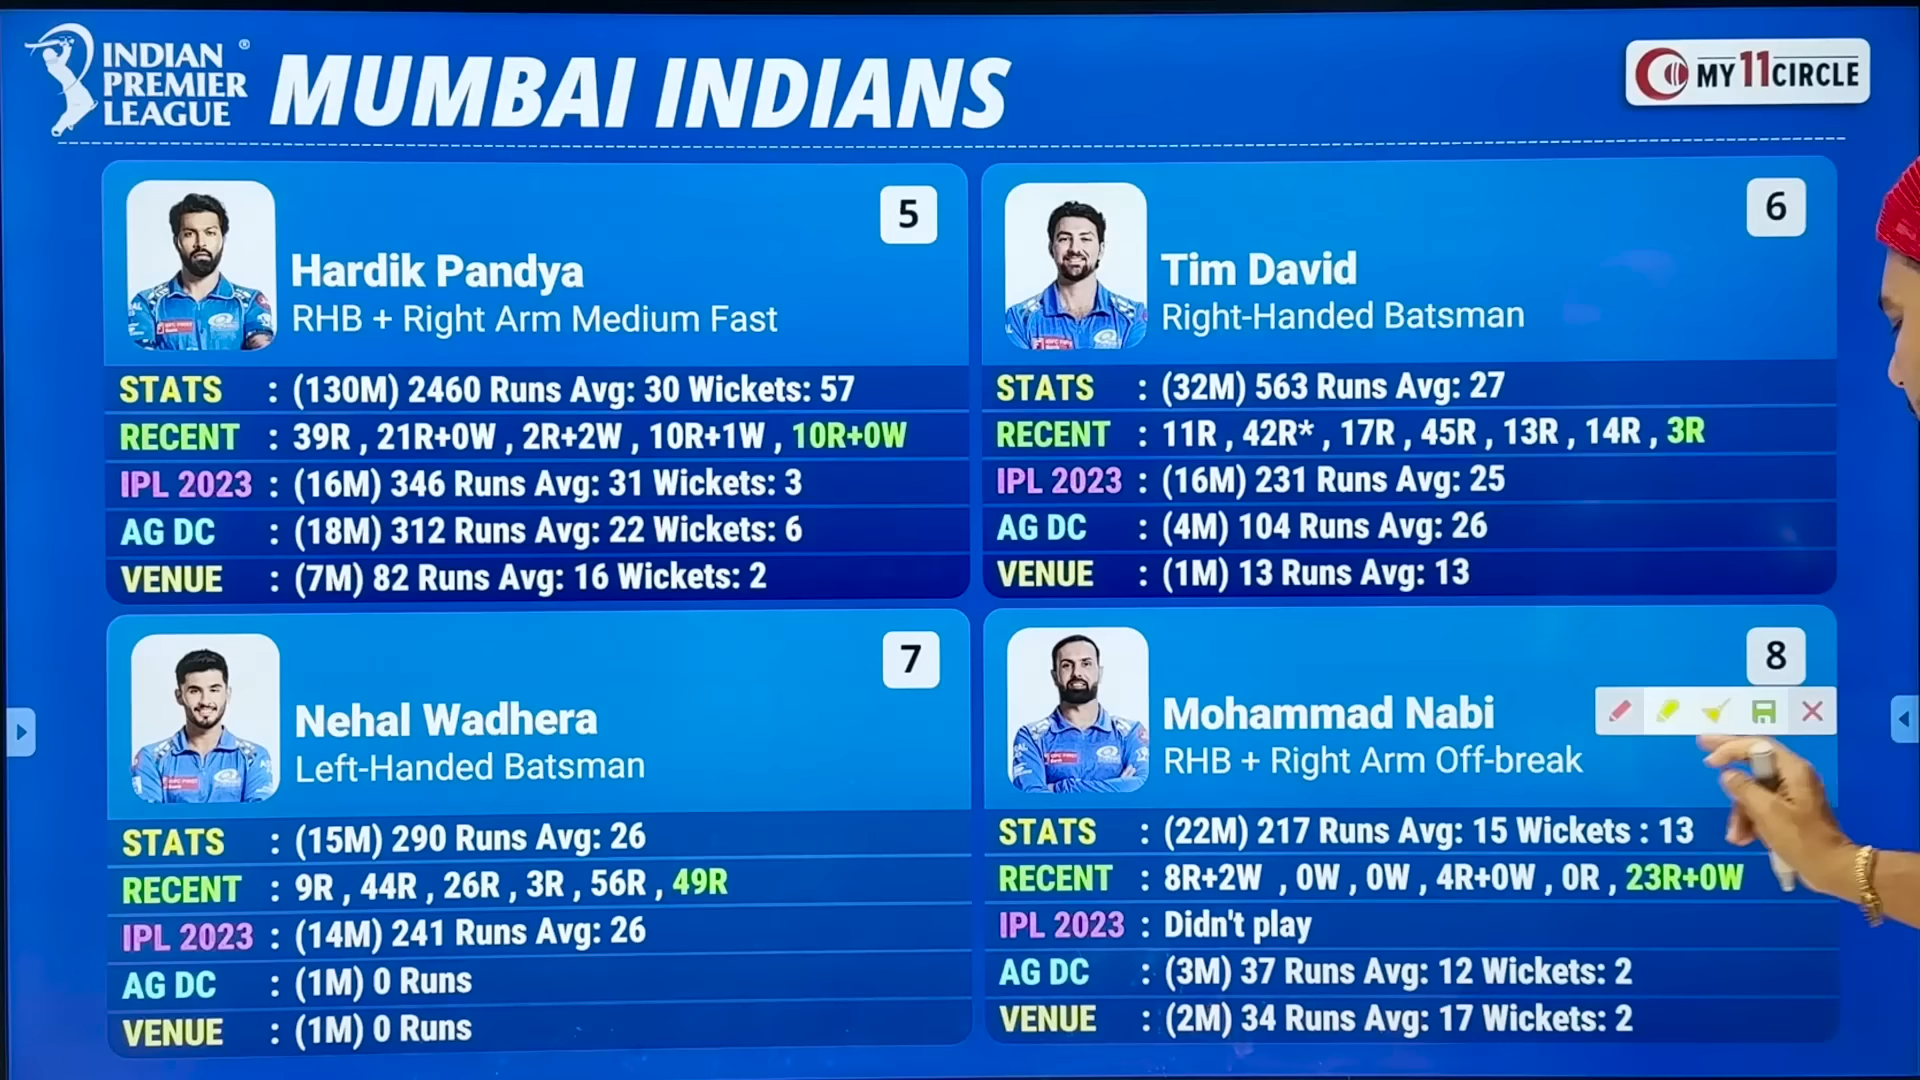 INDIAN
PREMIER
LEAGUE
®
MUMBAI INDIANS
MY11CIRCLE
5
Hardik Pandya
RHB + Right Arm Medium Fast
STATS : (130M) 2460 Runs Avg: 30 Wickets: 57
RECENT : 39R , 21R+0W , 2R+2W , 10R+1W , 10R+0W
IPL 2023 : (16M) 346 Runs Avg: 31 Wickets: 3
AG DC : (18M) 312 Runs Avg: 22 Wickets: 6
VENUE : (7M) 82 Runs Avg: 16 Wickets: 2
6
Tim David
Right-Handed Batsman
STATS : (32M) 563 Runs Avg: 27
RECENT : 11R , 42R* , 17R , 45R , 13R , 14R , 3R
IPL 2023 : (16M) 231 Runs Avg: 25
AG DC : (4M) 104 Runs Avg: 26
VENUE : (1M) 13 Runs Avg: 13
7
Nehal Wadhera
Left-Handed Batsman
STATS : (15M) 290 Runs Avg: 26
RECENT : 9R , 44R , 26R , 3R , 56R , 49R
IPL 2023 : (14M) 241 Runs Avg: 26
AG DC : (1M) 0 Runs
VENUE : (1M) 0 Runs
8
Mohammad Nabi
RHB + Right Arm Off-break
STATS : (22M) 217 Runs Avg: 15 Wickets : 13
RECENT : 8R+2W , 0W , 0W , 4R+0W , 0R , 23R+0W
IPL 2023 : Didn't play
AG DC : (3M) 37 Runs Avg: 12 Wickets: 2
VENUE : (2M) 34 Runs Avg: 17 Wickets: 2